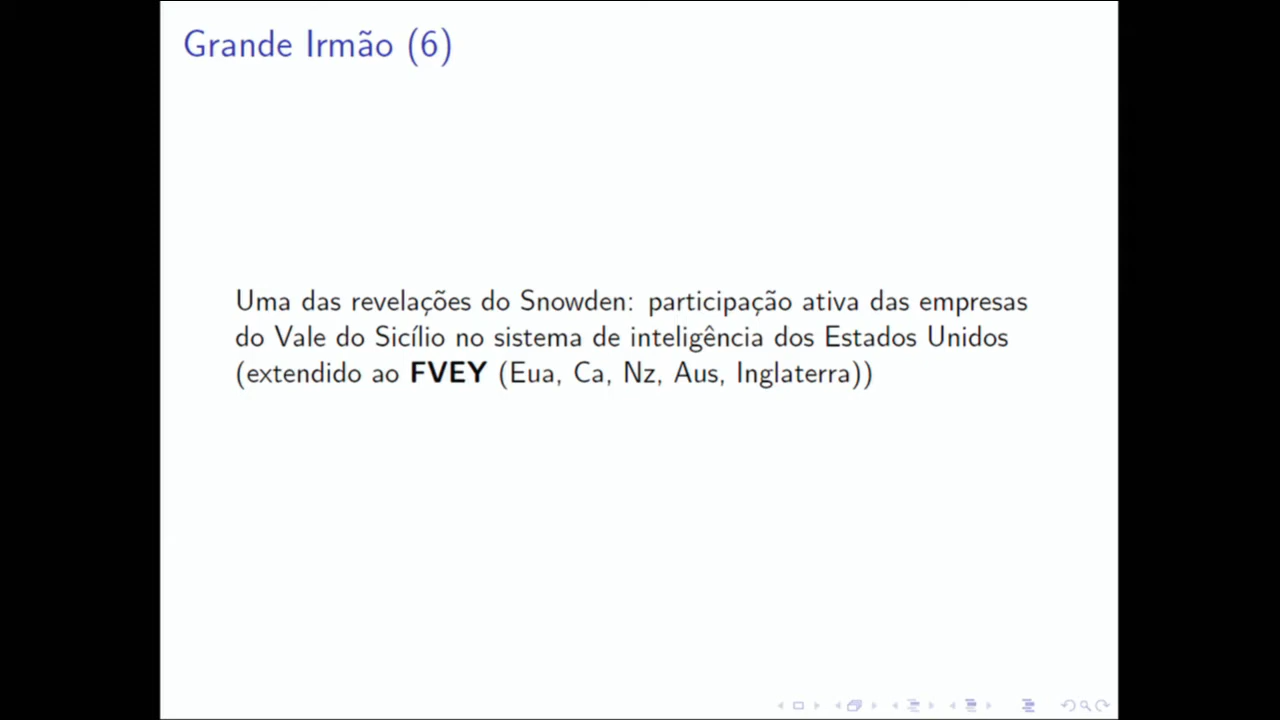 Grande Irmão (6)
Uma das revelações do Snowden: participação ativa das empresas
do Vale do Sicílio no sistema de inteligência dos Estados Unidos
(extendido ao FVEY (Eua, Ca, Nz, Aus, Inglaterra))